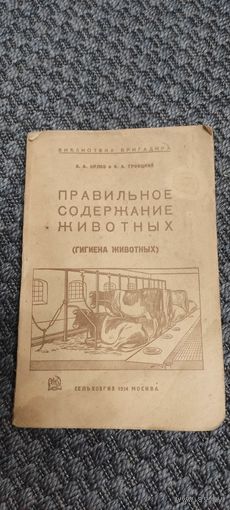 БИБЛИОТЕКА БРИГАДИРА
ПРАВИЛЬНОЕ
СОДЕРЖАНИЕ
ЖИВОТНЫХ
(ГИГИЕНА ЖИВОТНЫХ)
СЕЛЬХОЗГИЗ 1934 МОСКВА